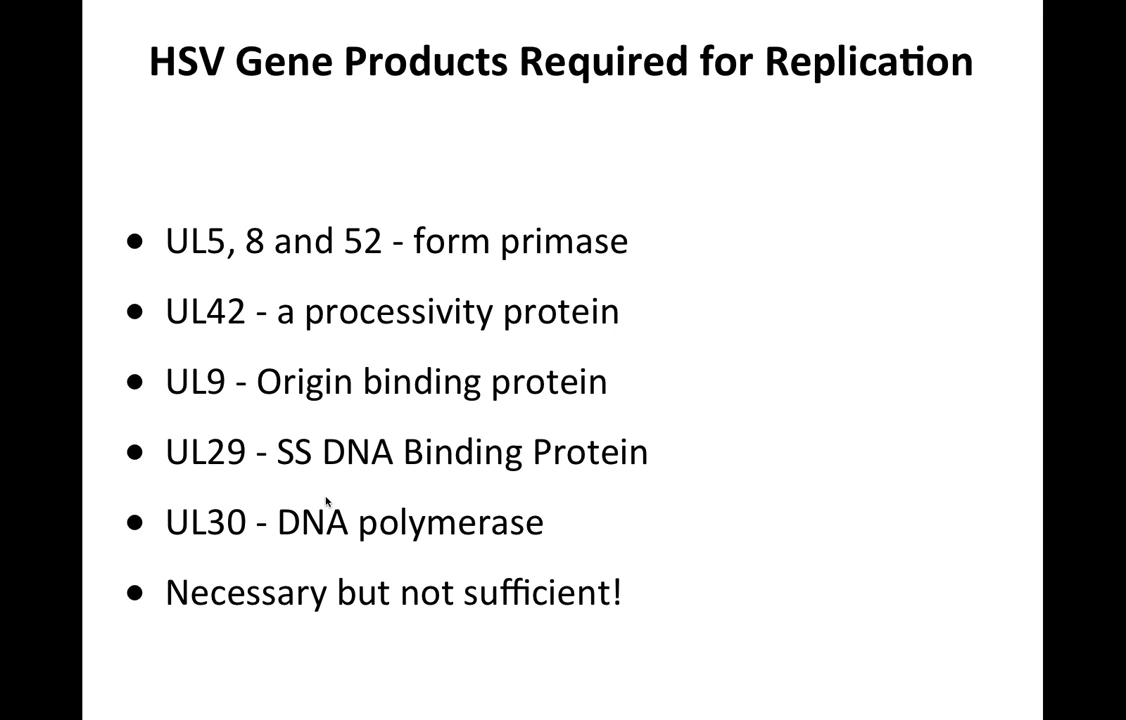 HSV Gene Products Required for Replication
• UL5, 8 and 52 - form primase
• UL42 - a processivity protein
• UL9 - Origin binding protein
• UL29 - SS DNA Binding Protein
• UL30 - DNA polymerase
• Necessary but not sufficient!